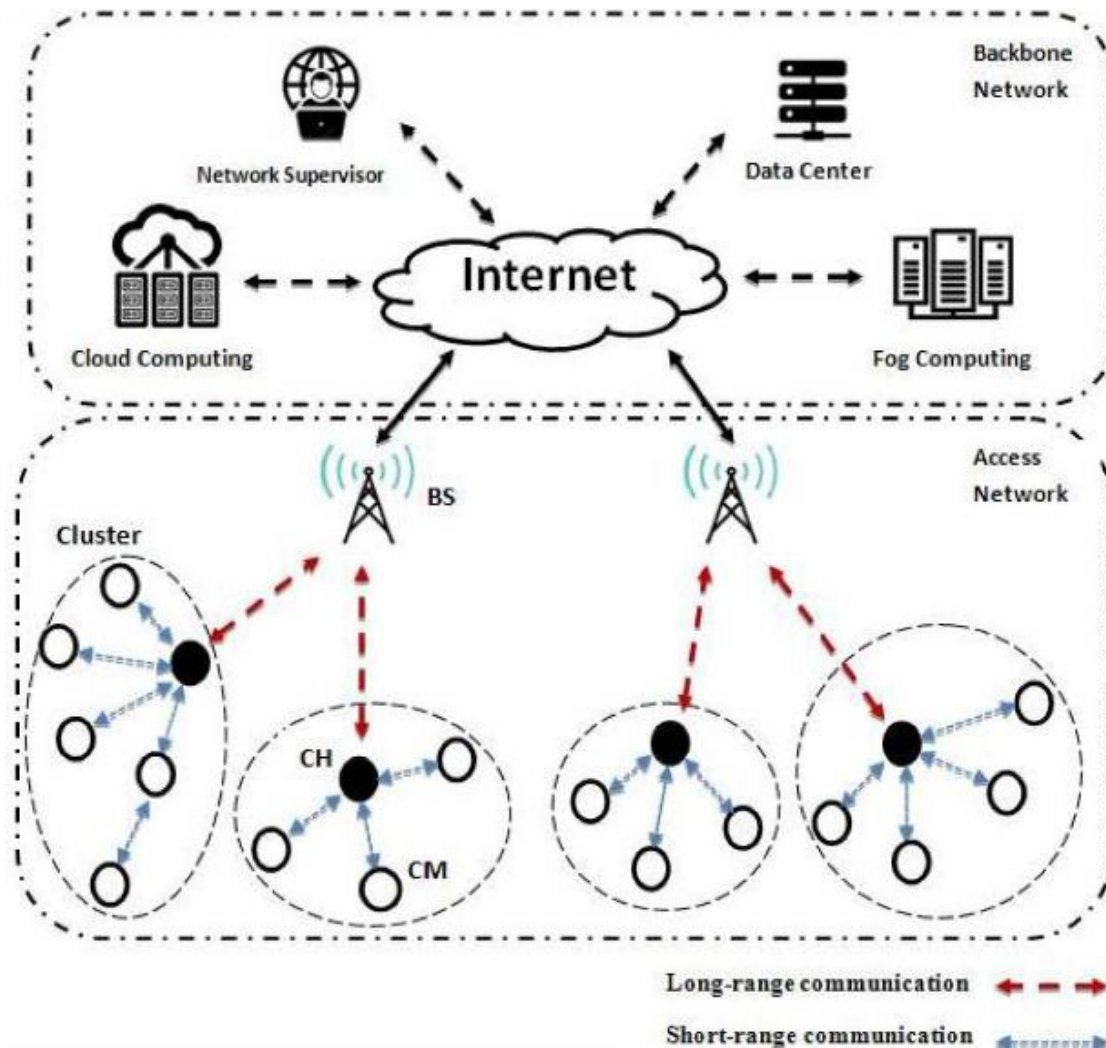 Backbone
Network
Network Supervisor
Data Center
Internet
Cloud Computing
Fog Computing
Access
Network
BS
Cluster
CH
CM
Long-range communication
Short-range communication